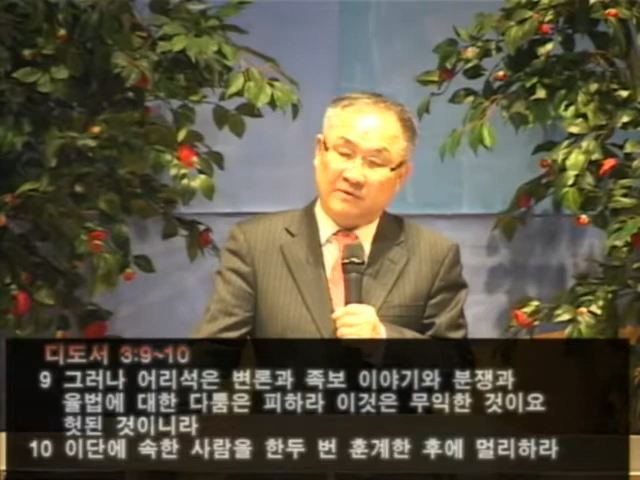 디도서 3:9~10
9 그러나 어리석은 변론과 족보 이야기와 분쟁과
율법에 대한 다툼은 피하라 이것은 무익한 것이요
헛된 것이니라
10 이단에 속한 사람을 한두 번 훈계한 후에 멀리하라